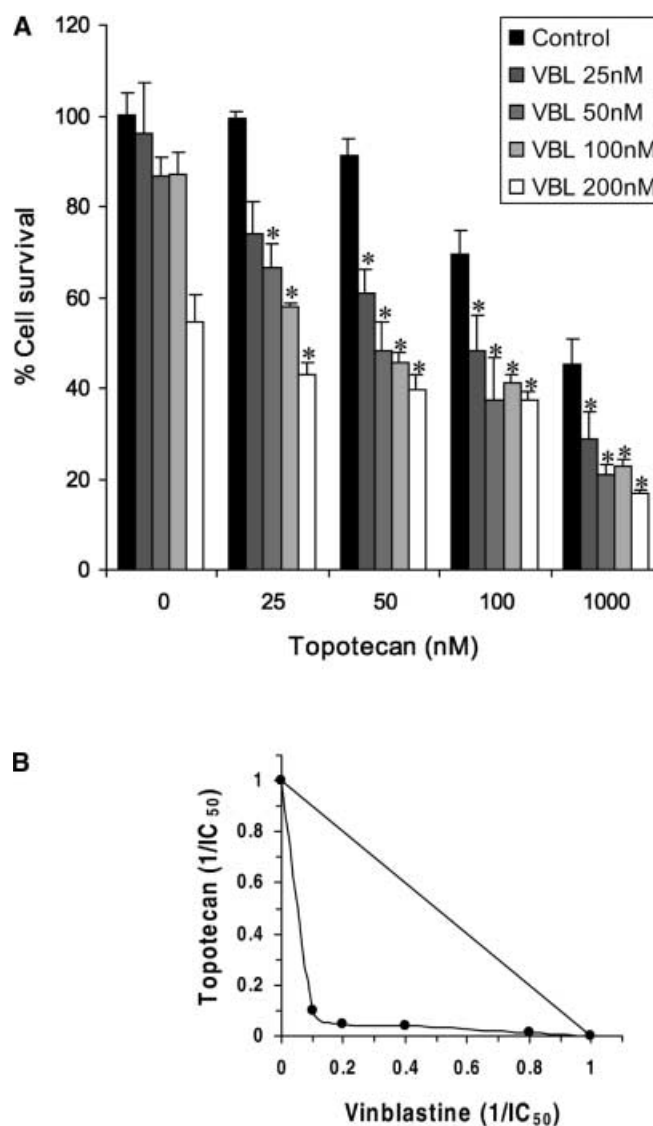 A
120
100
80
60
40
20
0
% Cell survival
Control
VBL 25nM
VBL 50nM
VBL 100nM
VBL 200nM
* * *
* * * *
* * * *
* * * *
0 25 50 100 1000
Topotecan (nM)
B
1
0.8
0.6
0.4
0.2
0
Topotecan (1/IC50)
0 0.2 0.4 0.6 0.8 1
Vinblastine (1/IC50)